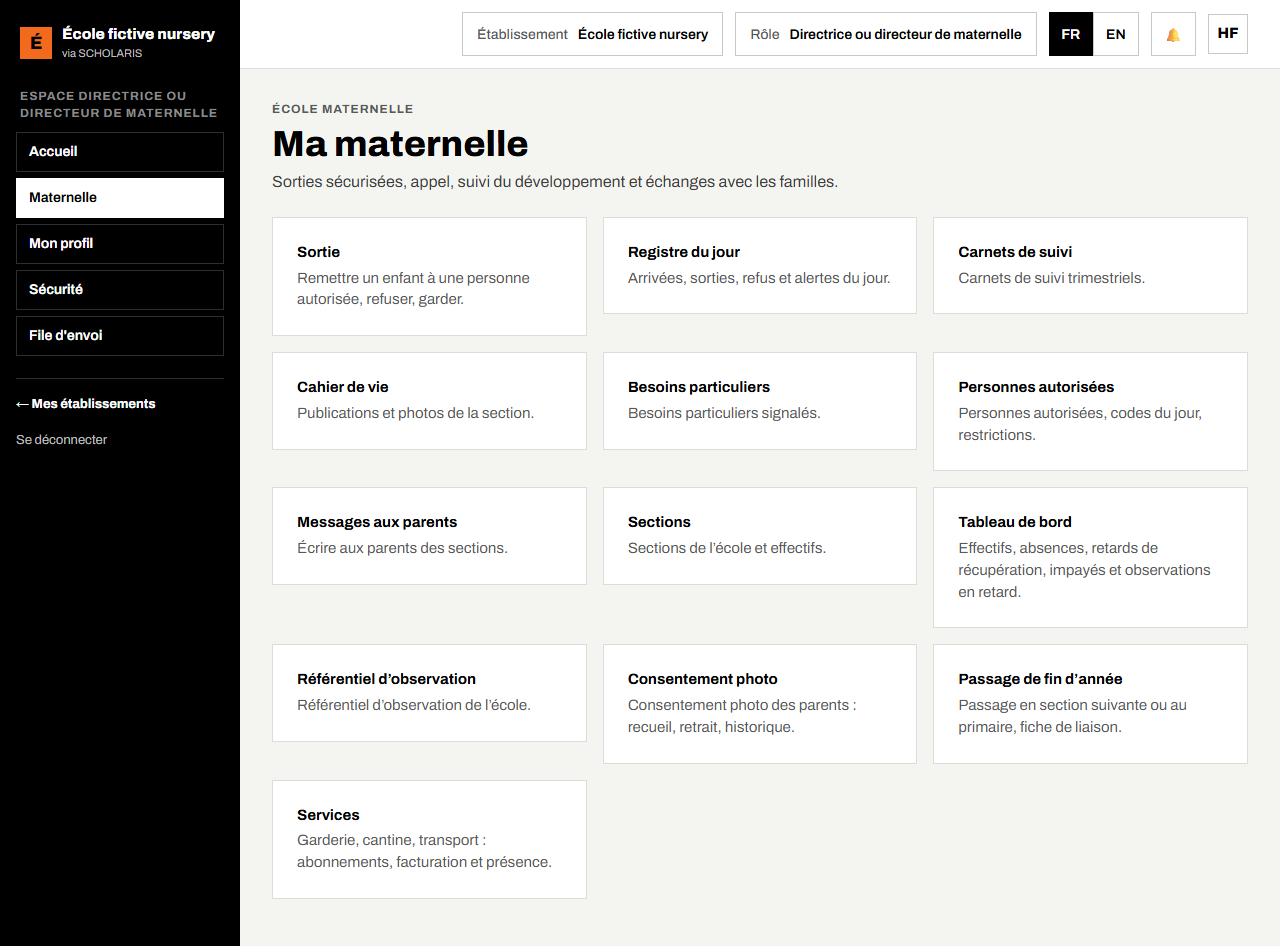 É
École fictive nursery
via SCHOLARIS
ESPACE DIRECTRICE OU
DIRECTEUR DE MATERNELLE
Accueil
Maternelle
Mon profil
Sécurité
File d'envoi
← Mes établissements
Se déconnecter
Établissement École fictive nursery
Rôle Directrice ou directeur de maternelle
FR EN
HF
ÉCOLE MATERNELLE
Ma maternelle
Sorties sécurisées, appel, suivi du développement et échanges avec les familles.
Sortie
Remettre un enfant à une personne
autorisée, refuser, garder.
Registre du jour
Arrivées, sorties, refus et alertes du jour.
Carnets de suivi
Carnets de suivi trimestriels.
Cahier de vie
Publications et photos de la section.
Besoins particuliers
Besoins particuliers signalés.
Personnes autorisées
Personnes autorisées, codes du jour,
restrictions.
Messages aux parents
Écrire aux parents des sections.
Sections
Sections de l’école et effectifs.
Tableau de bord
Effectifs, absences, retards de
récupération, impayés et observations
en retard.
Référentiel d’observation
Référentiel d’observation de l’école.
Consentement photo
Consentement photo des parents :
recueil, retrait, historique.
Passage de fin d’année
Passage en section suivante ou au
primaire, fiche de liaison.
Services
Garderie, cantine, transport :
abonnements, facturation et présence.